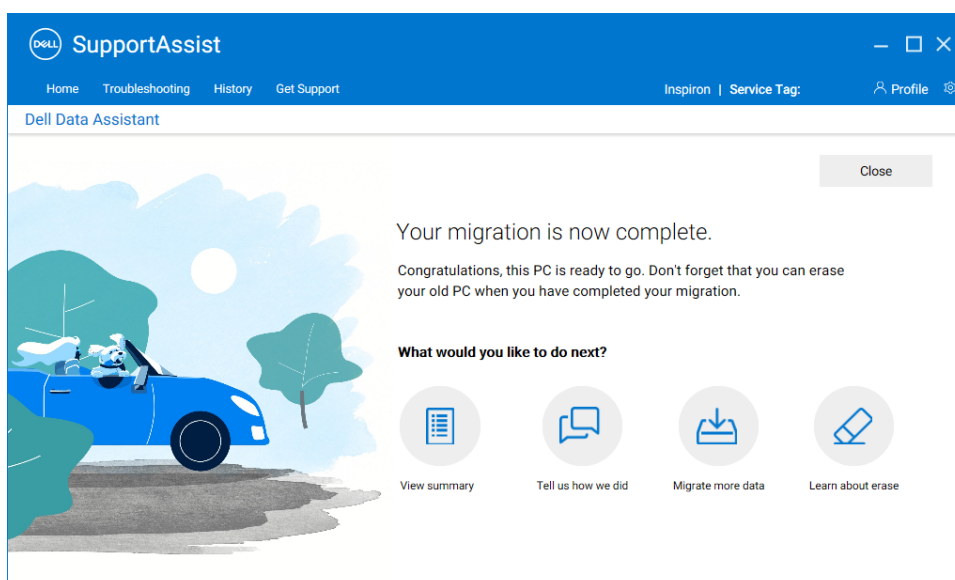 DELL SupportAssist
Home Troubleshooting History Get Support Inspiron | Service Tag: Profile
Dell Data Assistant
Close
Your migration is now complete.
Congratulations, this PC is ready to go. Don't forget that you can erase
your old PC when you have completed your migration.
What would you like to do next?
View summary Tell us how we did Migrate more data Learn about erase